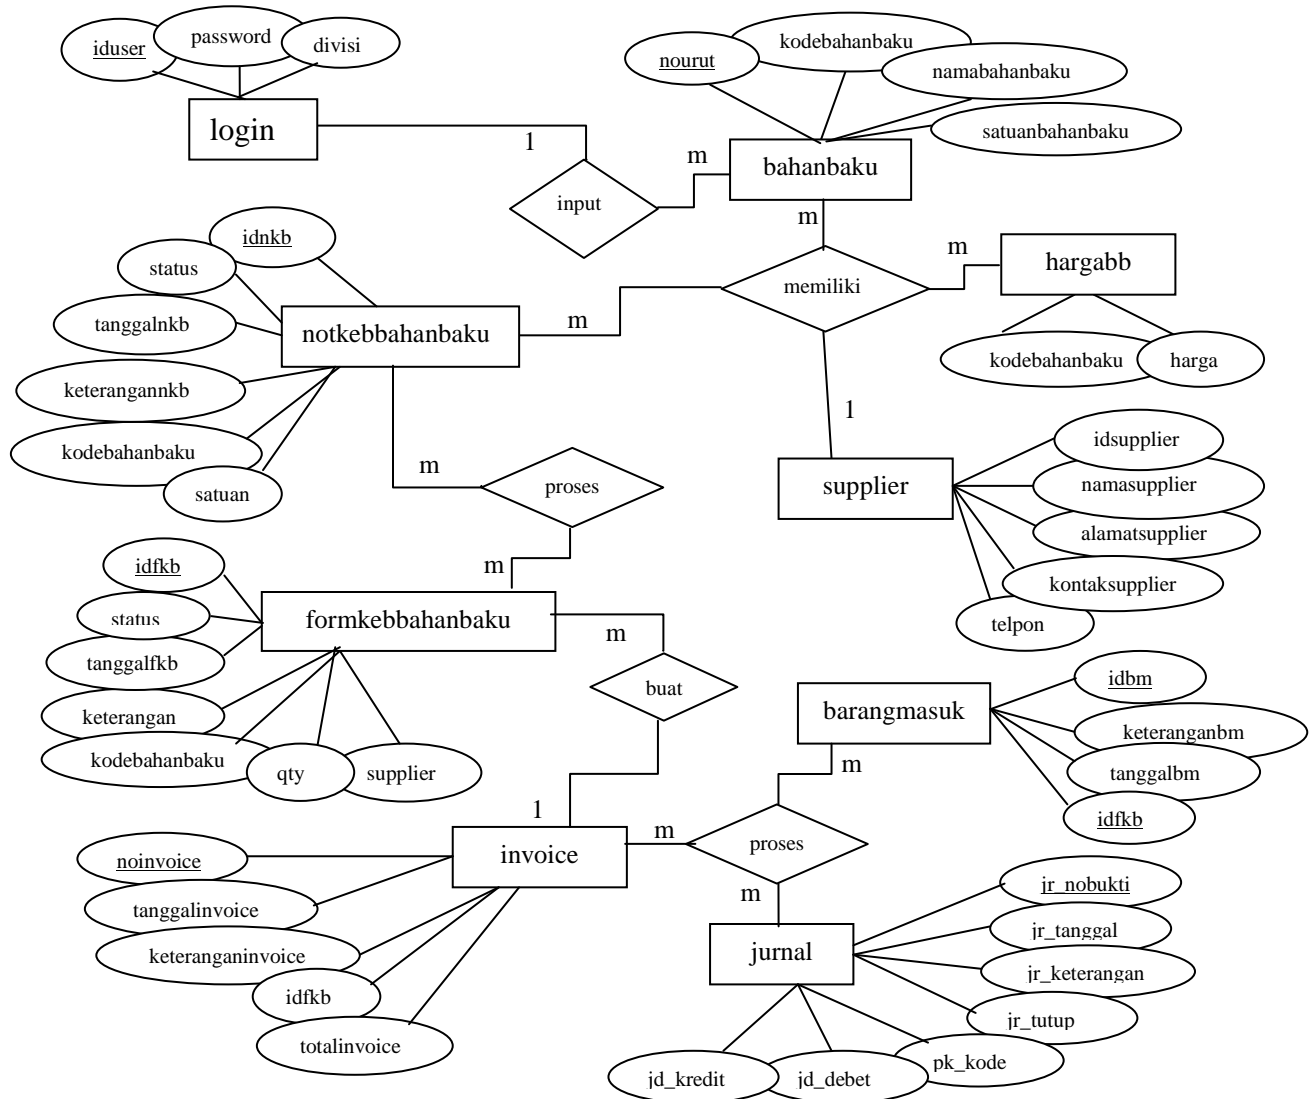 iduser
password
divisi
login
1
input
m
nourut
kodebahanbaku
namabahanbaku
satuanbahanbaku
bahanbaku
m
memiliki
m
hargabb
kodebahanbaku
harga
m
1
idnkb
status
tanggalnkb
keterangannkb
kodebahanbaku
satuan
notkebbahanbaku
m
proses
m
supplier
idsupplier
namasupplier
alamatsupplier
kontaksupplier
telpon
idfkb
status
tanggalfkb
keterangan
kodebahanbaku
qty
supplier
formkebbahanbaku
m
buat
1
barangmasuk
idbm
keteranganbm
tanggalbm
idfkb
m
proses
m
m
invoice
noinvoice
tanggalinvoice
keteranganinvoice
idfkb
totalinvoice
jurnal
jr_nobukti
jr_tanggal
jr_keterangan
jr_tutup
pk_kode
jd_debet
jd_kredit